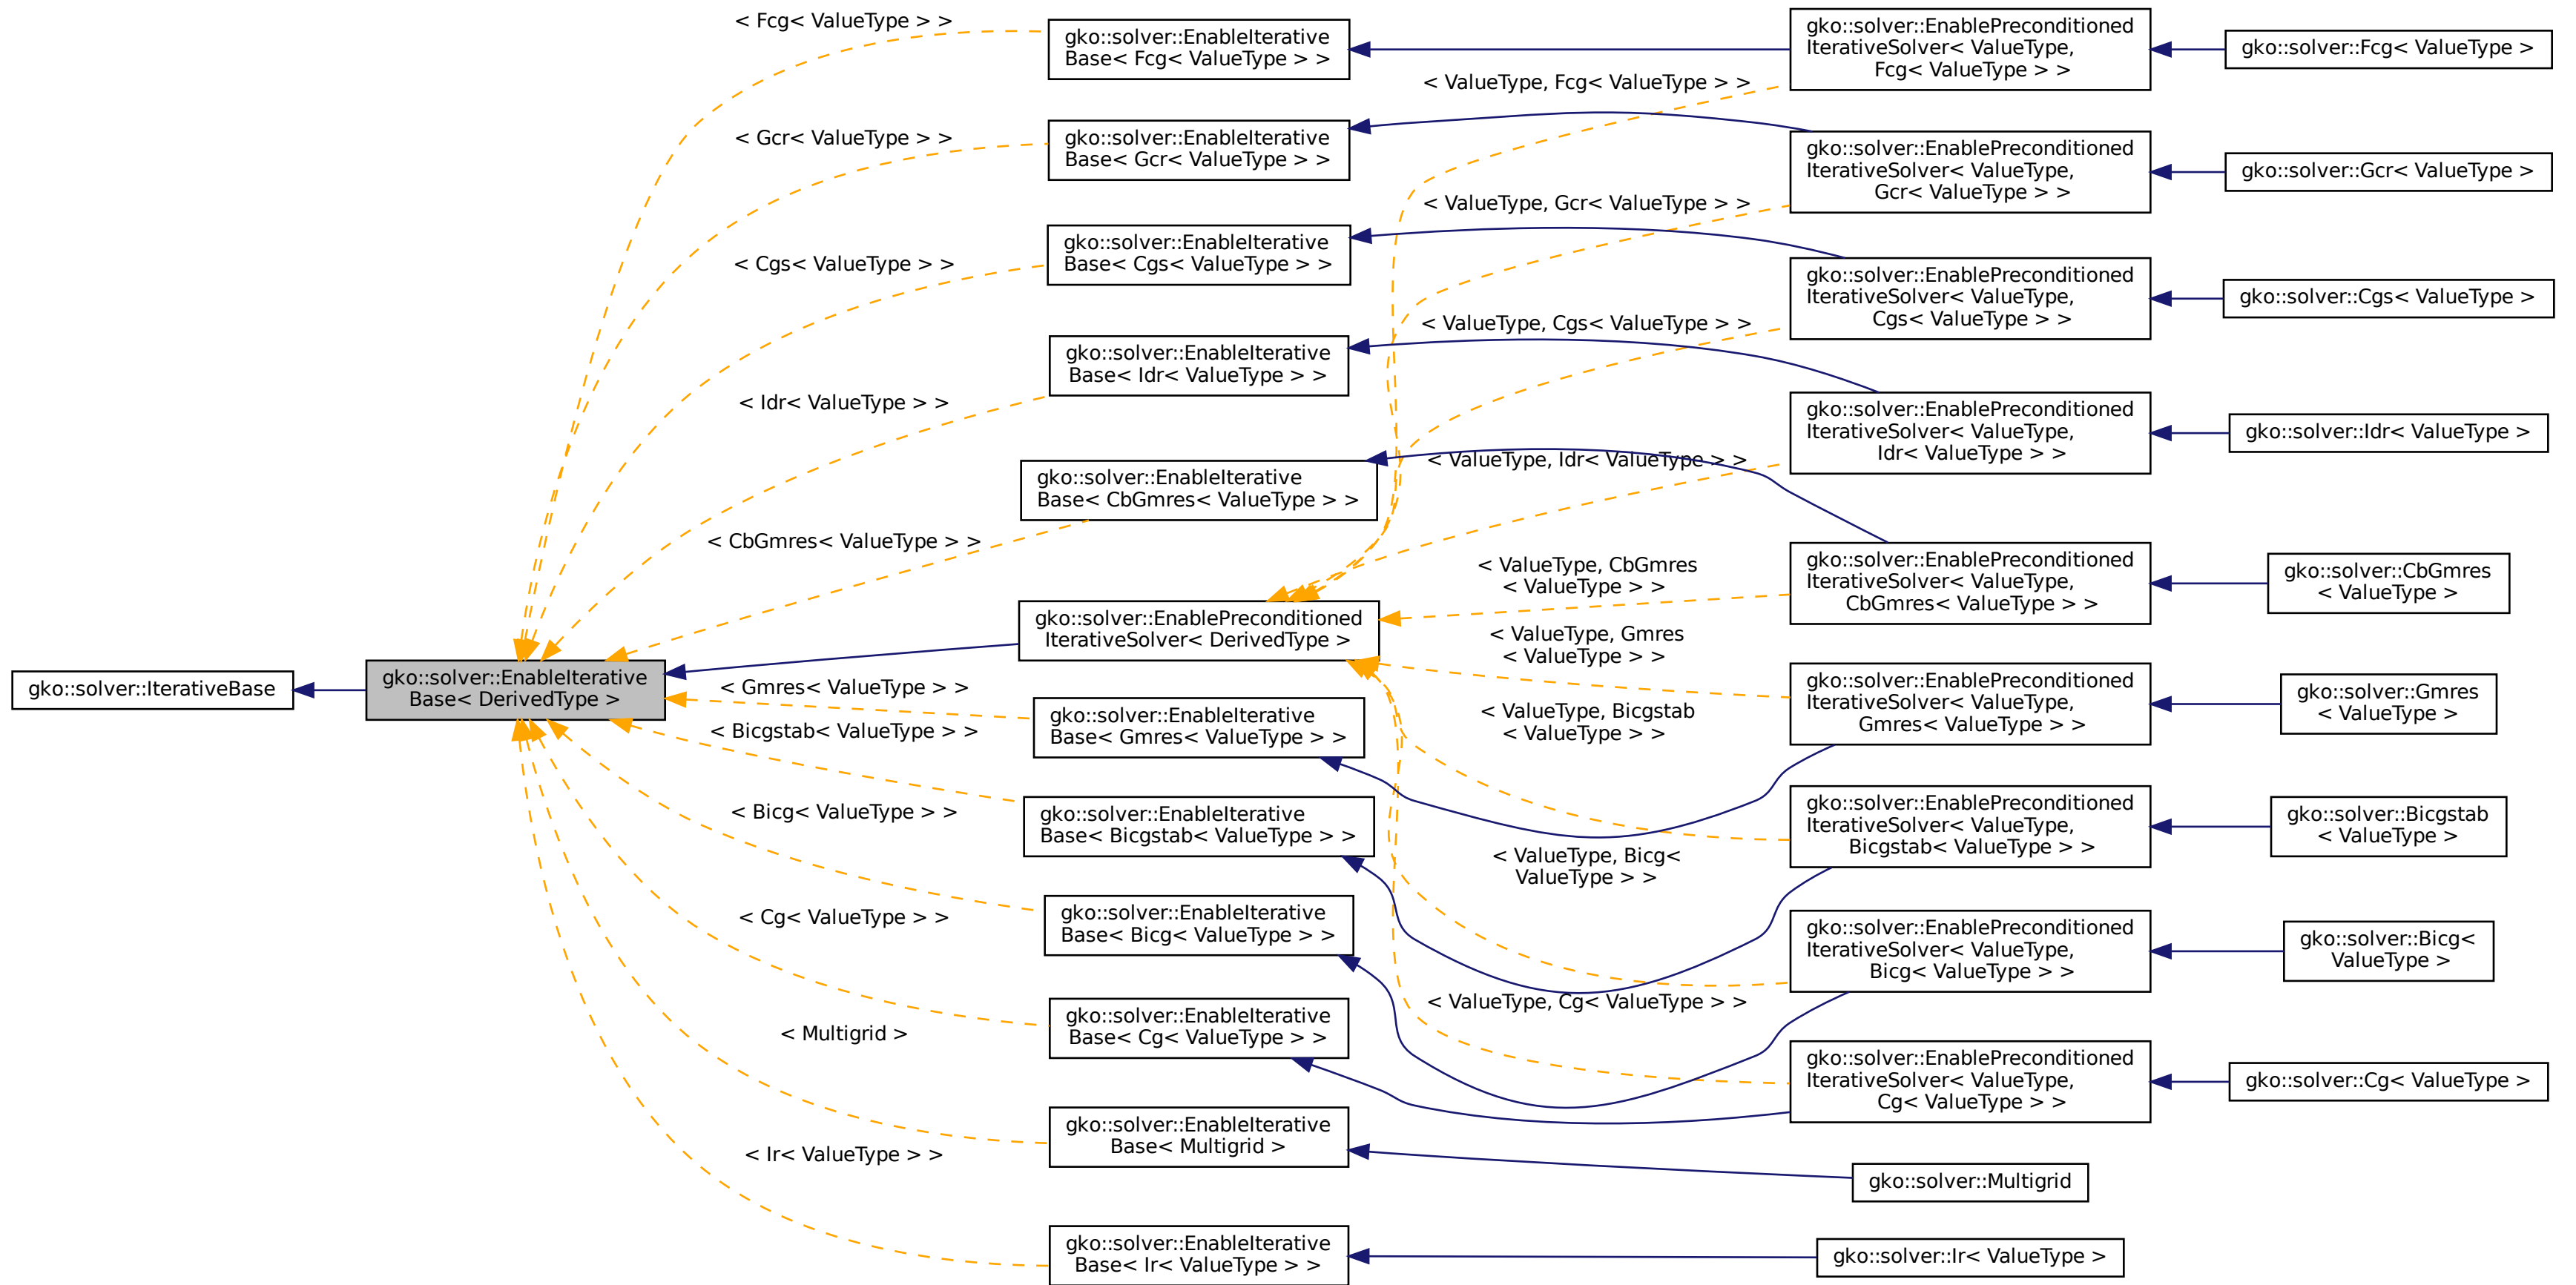 gko::solver::IterativeBase
gko::solver::EnableIterative
Base< DerivedType >
< Fcg< ValueType > >
< Gcr< ValueType > >
< Cgs< ValueType > >
< Idr< ValueType > >
< CbGmres< ValueType > >
< Gmres< ValueType > >
< Bicgstab< ValueType > >
< Bicg< ValueType > >
< Cg< ValueType > >
< Multigrid >
< Ir< ValueType > >
gko::solver::EnableIterative
Base< Fcg< ValueType > >
gko::solver::EnableIterative
Base< Gcr< ValueType > >
gko::solver::EnableIterative
Base< Cgs< ValueType > >
gko::solver::EnableIterative
Base< Idr< ValueType > >
gko::solver::EnableIterative
Base< CbGmres< ValueType > >
gko::solver::EnablePreconditioned
IterativeSolver< DerivedType >
gko::solver::EnableIterative
Base< Gmres< ValueType > >
gko::solver::EnableIterative
Base< Bicgstab< ValueType > >
gko::solver::EnableIterative
Base< Bicg< ValueType > >
gko::solver::EnableIterative
Base< Cg< ValueType > >
gko::solver::EnableIterative
Base< Multigrid >
gko::solver::EnableIterative
Base< Ir< ValueType > >
< ValueType, Fcg< ValueType > >
< ValueType, Gcr< ValueType > >
< ValueType, Cgs< ValueType > >
< ValueType, Idr< ValueType > >
< ValueType, CbGmres
< ValueType > >
< ValueType, Gmres
< ValueType > >
< ValueType, Bicgstab
< ValueType > >
< ValueType, Bicg<
ValueType > >
< ValueType, Cg< ValueType > >
gko::solver::EnablePreconditioned
IterativeSolver< ValueType,
Fcg< ValueType > >
gko::solver::EnablePreconditioned
IterativeSolver< ValueType,
Gcr< ValueType > >
gko::solver::EnablePreconditioned
IterativeSolver< ValueType,
Cgs< ValueType > >
gko::solver::EnablePreconditioned
IterativeSolver< ValueType,
Idr< ValueType > >
gko::solver::EnablePreconditioned
IterativeSolver< ValueType,
CbGmres< ValueType > >
gko::solver::EnablePreconditioned
IterativeSolver< ValueType,
Gmres< ValueType > >
gko::solver::EnablePreconditioned
IterativeSolver< ValueType,
Bicgstab< ValueType > >
gko::solver::EnablePreconditioned
IterativeSolver< ValueType,
Bicg< ValueType > >
gko::solver::EnablePreconditioned
IterativeSolver< ValueType,
Cg< ValueType > >
gko::solver::Multigrid
gko::solver::Ir< ValueType >
gko::solver::Fcg< ValueType >
gko::solver::Gcr< ValueType >
gko::solver::Cgs< ValueType >
gko::solver::Idr< ValueType >
gko::solver::CbGmres
< ValueType >
gko::solver::Gmres
< ValueType >
gko::solver::Bicgstab
< ValueType >
gko::solver::Bicg<
ValueType >
gko::solver::Cg< ValueType >